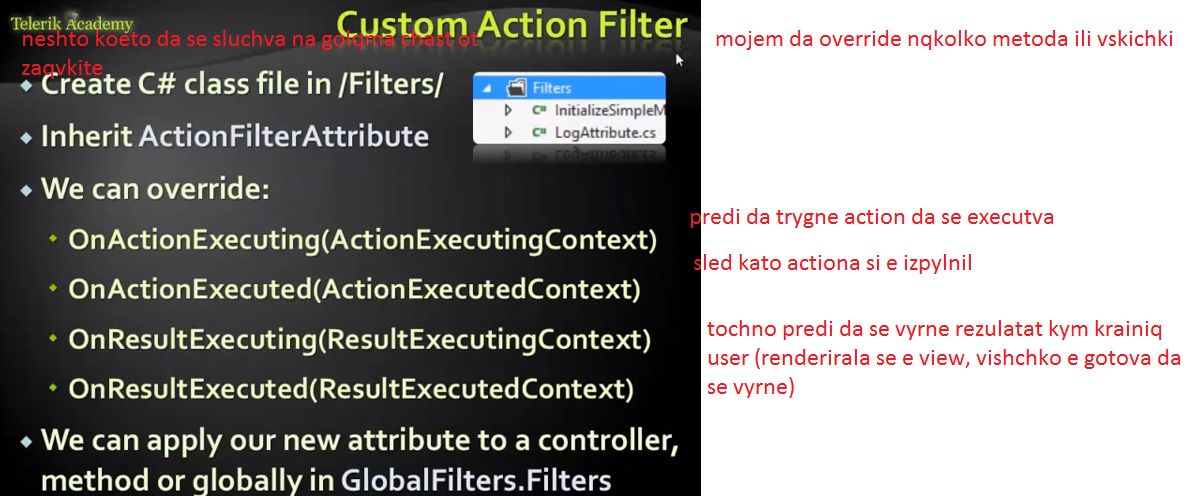 Telerik Academy
Custom Action Filter
neshto koeto da se sluchva na golqma chast ot
zaqvkite
mojem da override nqkolko metoda ili vskichki
Create C# class file in /Filters/
Filters
InitializeSimpleM
LogAttribute.cs
Inherit ActionFilterAttribute
We can override:
predi da trygne action da se executva
OnActionExecuting(ActionExecutingContext)
sled kato actiona si e izpylnil
OnActionExecuted(ActionExecutedContext)
OnResultExecuting(ResultExecutingContext)
tochno predi da se vyrne rezulatat kym krainiq
user (renderirala se e view, vishchko e gotova da
se vyrne)
OnResultExecuted(ResultExecutedContext)
We can apply our new attribute to a controller,
method or globally in GlobalFilters.Filters